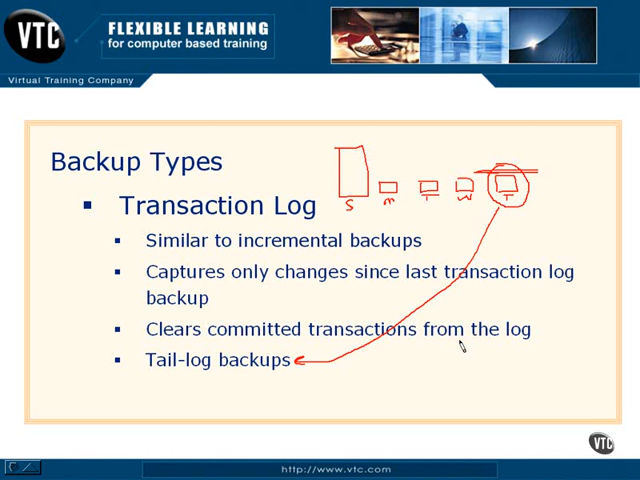 VTC
FLEXIBLE LEARNING
for computer based training
Virtual Training Company
Backup Types
Transaction Log
S M T W T
Similar to incremental backups
Captures only changes since last transaction log
backup
Clears committed transactions from the log
Tail-log backups
VTC
http://www.vtc.com